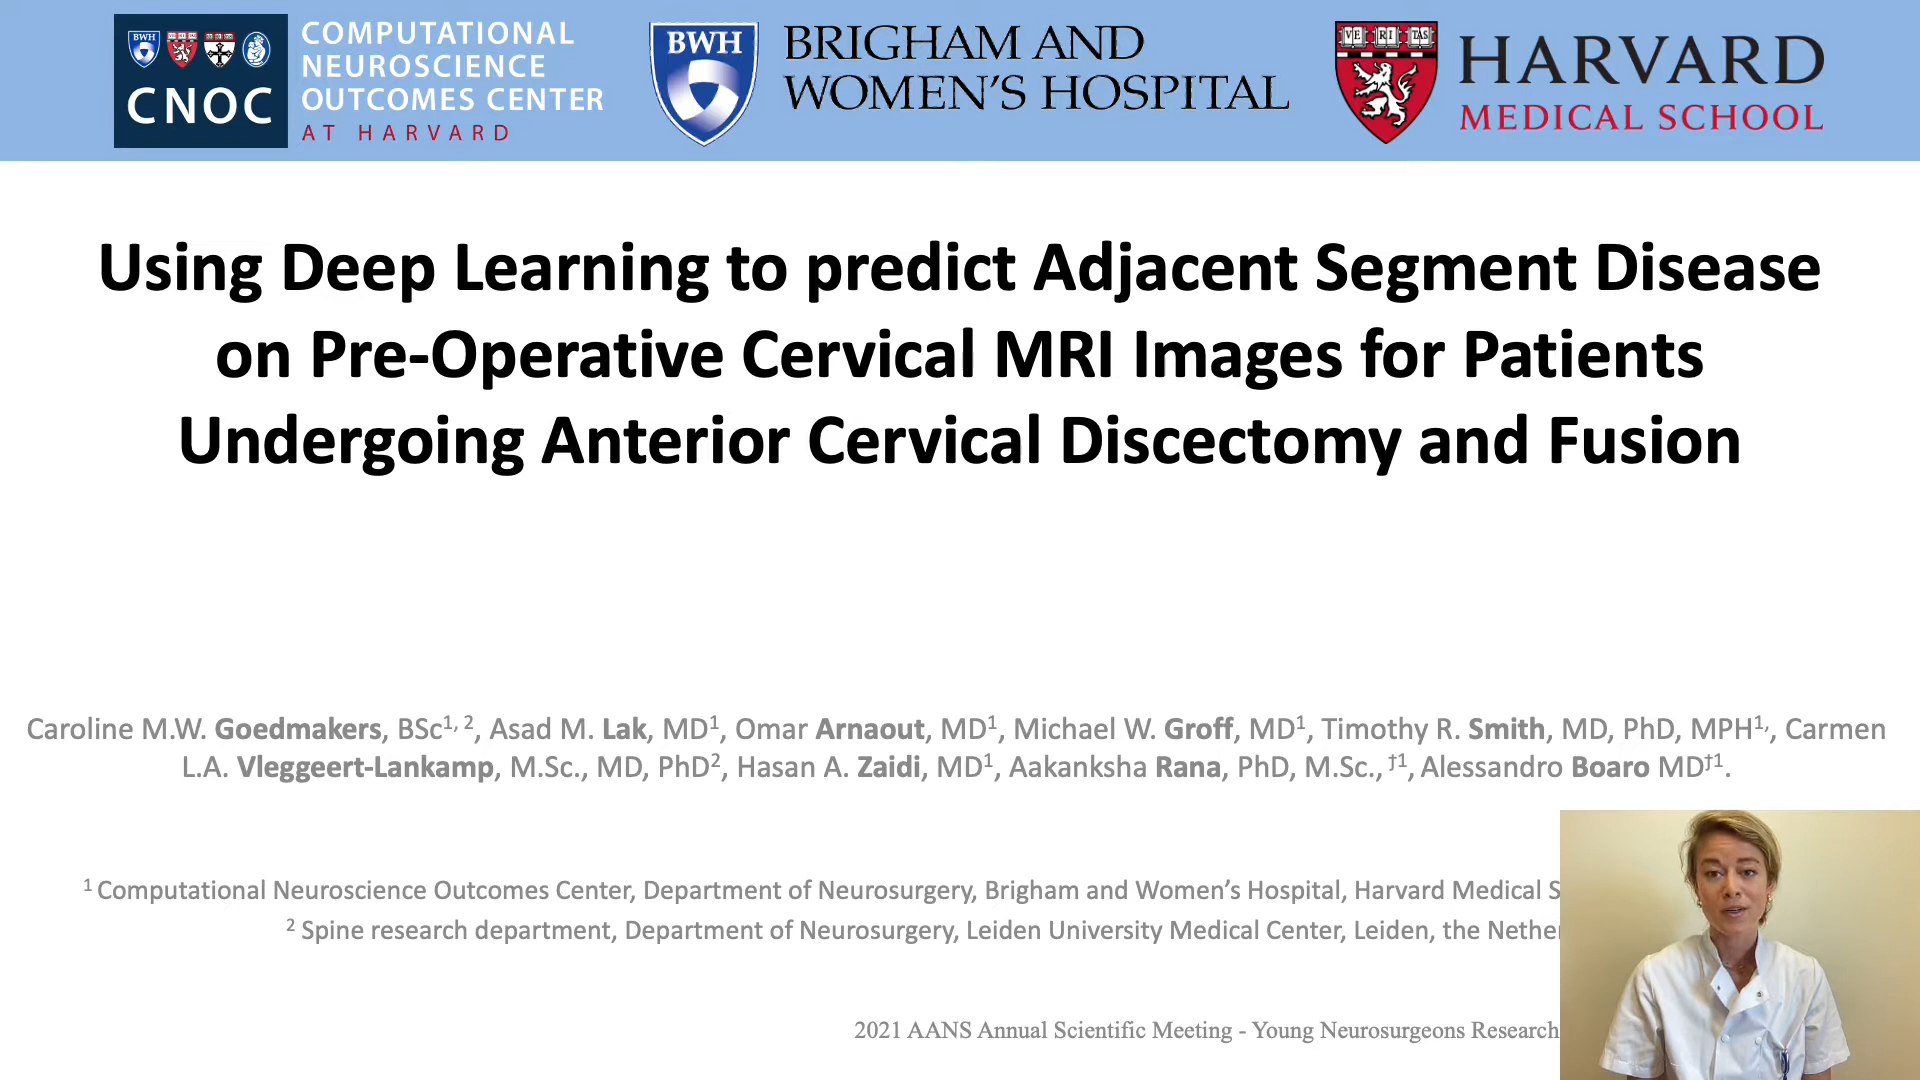 BWH
CNOC
COMPUTATIONAL
NEUROSCIENCE
OUTCOMES CENTER
AT HARVARD
BWH
BRIGHAM AND
WOMEN'S HOSPITAL
VE RI TAS
HARVARD
MEDICAL SCHOOL
Using Deep Learning to predict Adjacent Segment Disease
on Pre-Operative Cervical MRI Images for Patients
Undergoing Anterior Cervical Discectomy and Fusion
Caroline M.W. Goedmakers, BSc1, 2, Asad M. Lak, MD1, Omar Arnaout, MD1, Michael W. Groff, MD1, Timothy R. Smith, MD, PhD, MPH1,, Carmen
L.A. Vleggeert-Lankamp, M.Sc., MD, PhD2, Hasan A. Zaidi, MD1, Aakanksha Rana, PhD, M.Sc., †1, Alessandro Boaro MD†1.
1 Computational Neuroscience Outcomes Center, Department of Neurosurgery, Brigham and Women's Hospital, Harvard Medical S
2 Spine research department, Department of Neurosurgery, Leiden University Medical Center, Leiden, the Nether
2021 AANS Annual Scientific Meeting - Young Neurosurgeons Research